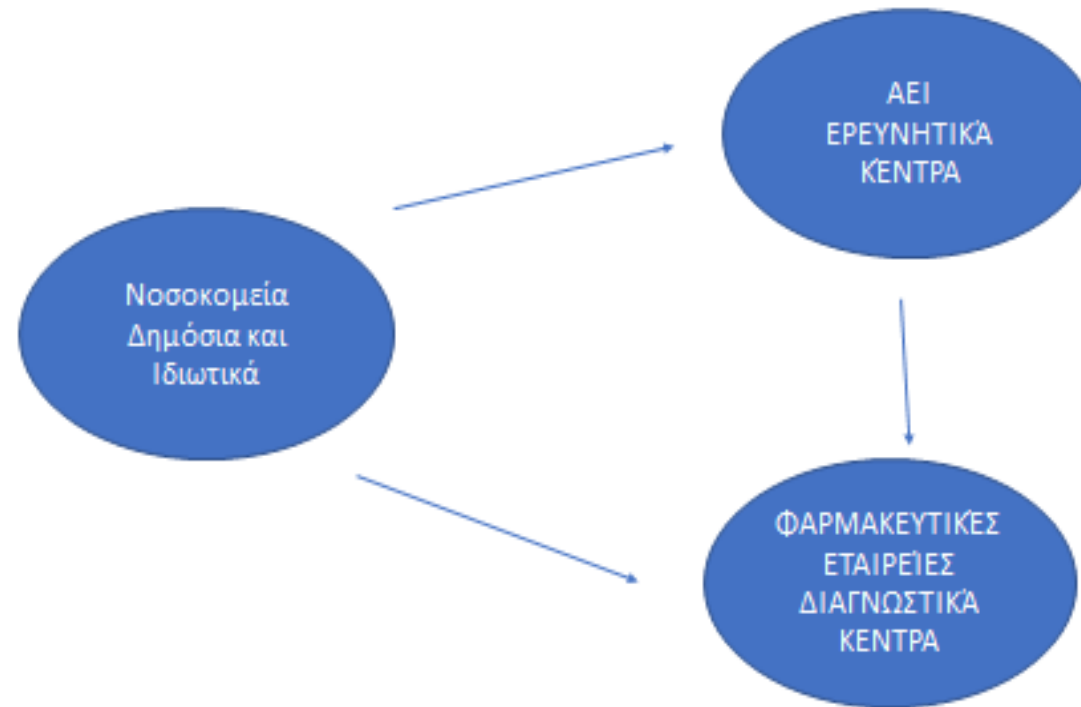 ΑΕΙ
ΕΡΕΥΝΗΤΙΚΆ
ΚΈΝΤΡΑ
Νοσοκομεία
Δημόσια και
Ιδιωτικά
ΦΑΡΜΑΚΕΥΤΙΚΈΣ
ΕΤΑΙΡΕΊΕΣ
ΔΙΑΓΝΩΣΤΙΚΆ
ΚΕΝΤΡΑ